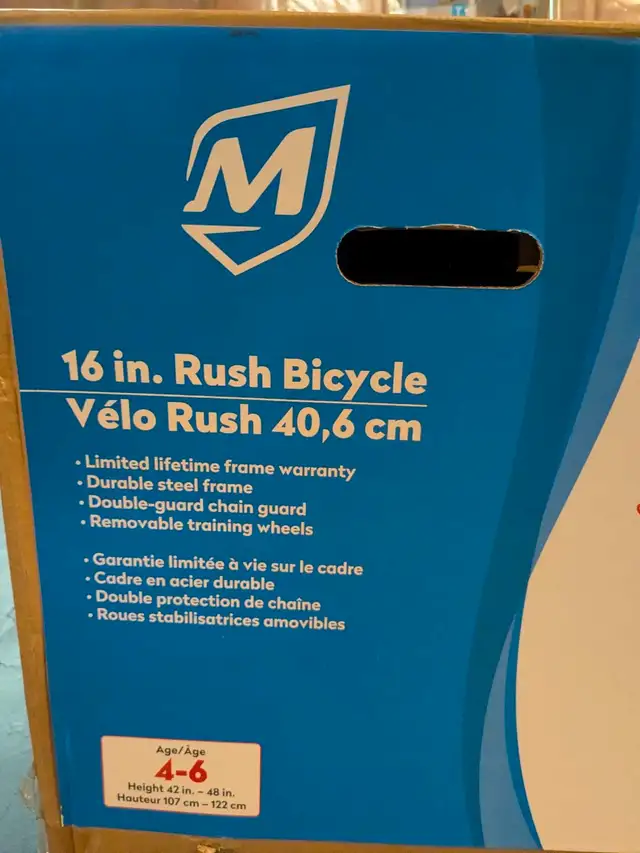 M
16 in. Rush Bicycle
Vélo Rush 40,6 cm
• Limited lifetime frame warranty
• Durable steel frame
• Double-guard chain guard
• Removable training wheels
• Garantie limitée à vie sur le cadre
• Cadre en acier durable
• Double protection de chaîne
• Roues stabilisatrices amovibles
Age/Âge
4-6
Height 42 in. – 48 in.
Hauteur 107 cm – 122 cm